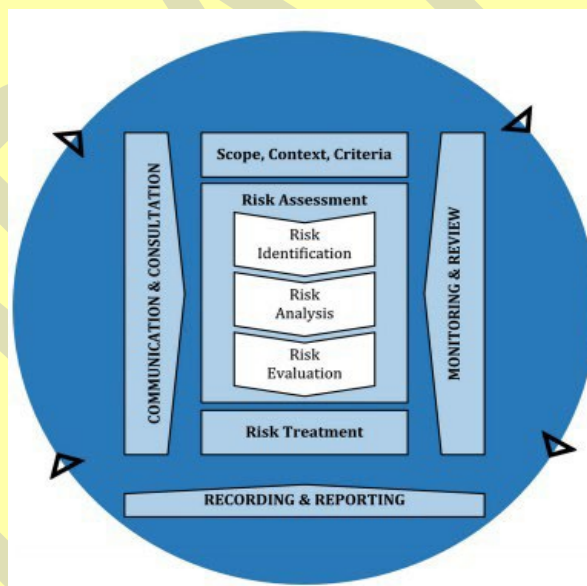 Scope, Context, Criteria
COMMUNICATION & CONSULTATION
Risk Assessment
Risk
Identification
Risk
Analysis
Risk
Evaluation
MONITORING & REVIEW
Risk Treatment
RECORDING & REPORTING